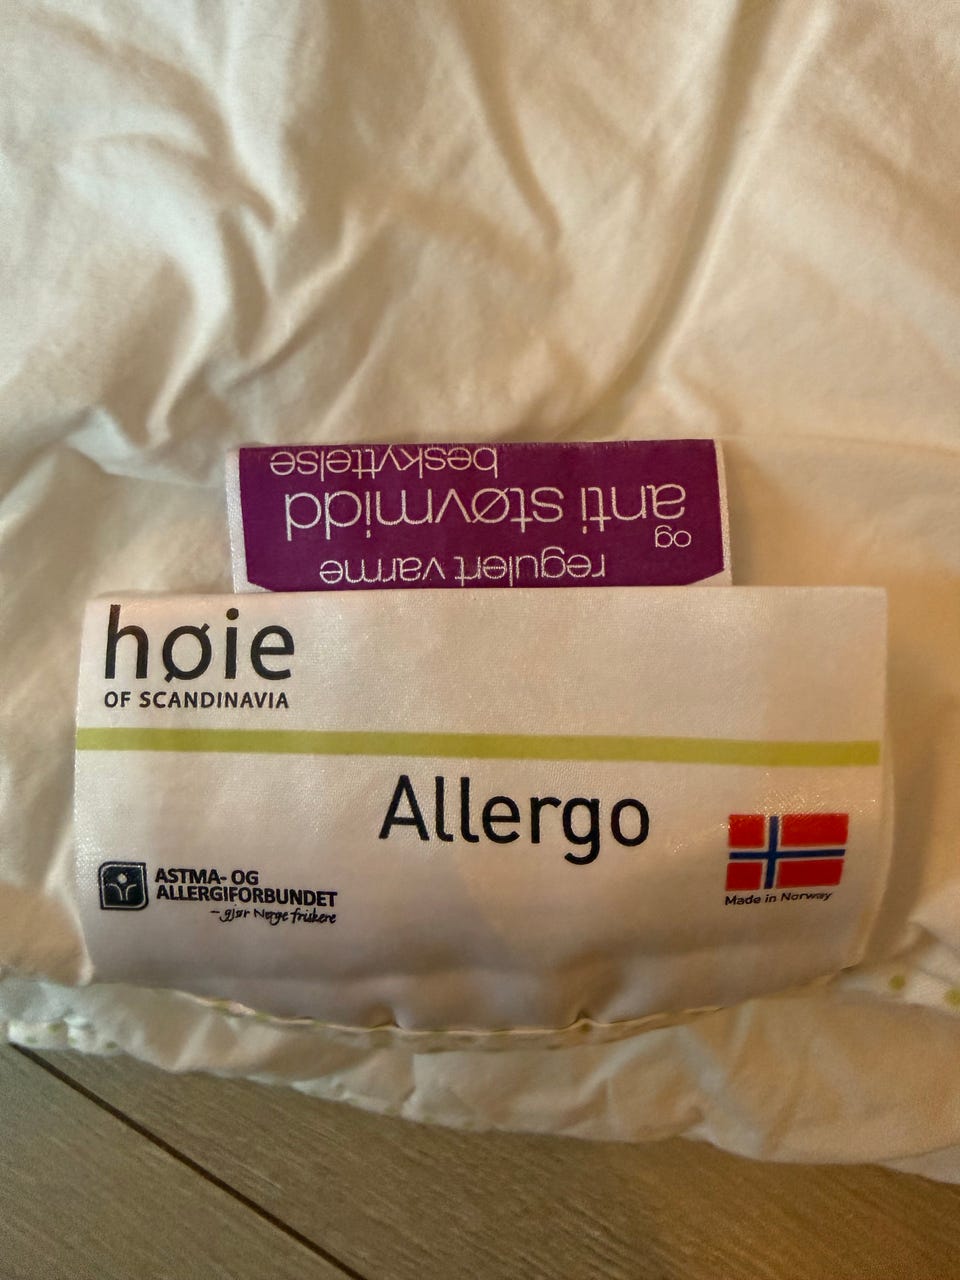 regulert varme
og
anti støvmidd
beskyttelse
høie
OF SCANDINAVIA
Allergo
ASTMA- OG
ALLERGIFORBUNDET
– gjør Norge friskere
Made in Norway